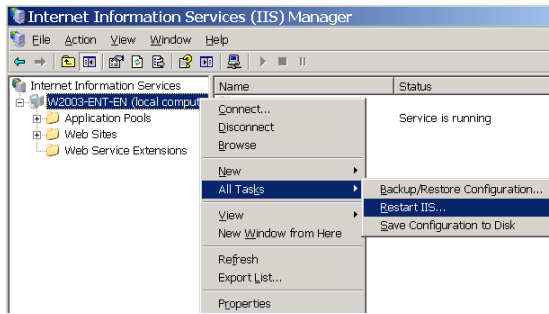 Internet Information Services (IIS) Manager
File Action View Window Help
Internet Information Services
Name Status
W2003-ENT-EN (local comput
Application Pools
Web Sites
Web Service Extensions
Service is running
Connect...
Disconnect
Browse
New
All Tasks
View
New Window from Here
Refresh
Export List...
Properties
Backup/Restore Configuration...
Restart IIS...
Save Configuration to Disk